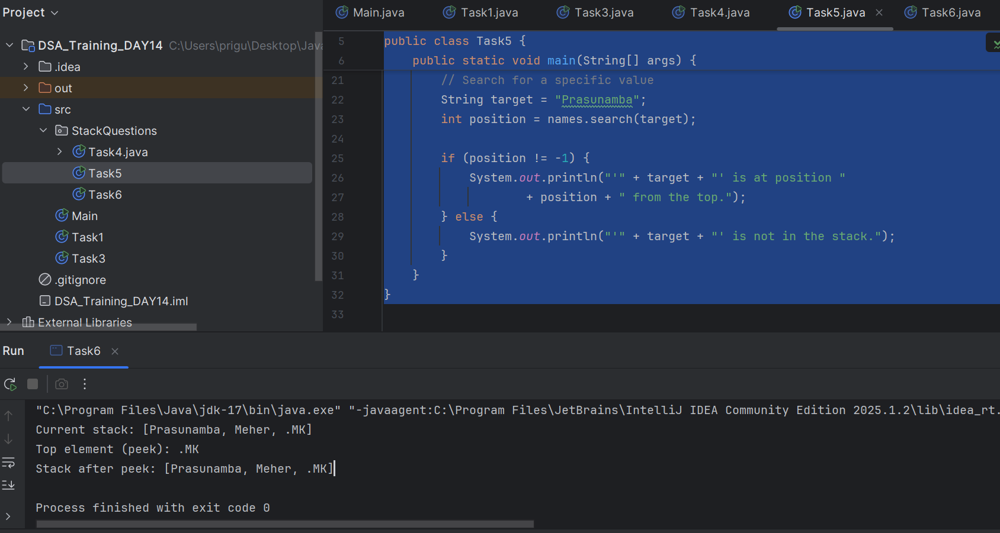 Project
DSA_Training_DAY14 C:\Users\prigu\Desktop\Java
.idea
out
src
StackQuestions
Task4.java
Task5
Task6
Main
Task1
Task3
.gitignore
DSA_Training_DAY14.iml
External Libraries
Main.java Task1.java Task3.java Task4.java Task5.java Task6.java
5 public class Task5 {
6 public static void main(String[] args) {
21 // Search for a specific value
22 String target = "Prasunamba";
23 int position = names.search(target);
24
25 if (position != -1) {
26 System.out.println("'" + target + "' is at position "
27 + position + " from the top.");
28 } else {
29 System.out.println("'" + target + "' is not in the stack.");
30 }
31 }
32 }
33
Run Task6
"C:\Program Files\Java\jdk-17\bin\java.exe" "-javaagent:C:\Program Files\JetBrains\IntelliJ IDEA Community Edition 2025.1.2\lib\idea_rt.
Current stack: [Prasunamba, Meher, .MK]
Top element (peek): .MK
Stack after peek: [Prasunamba, Meher, .MK]
Process finished with exit code 0